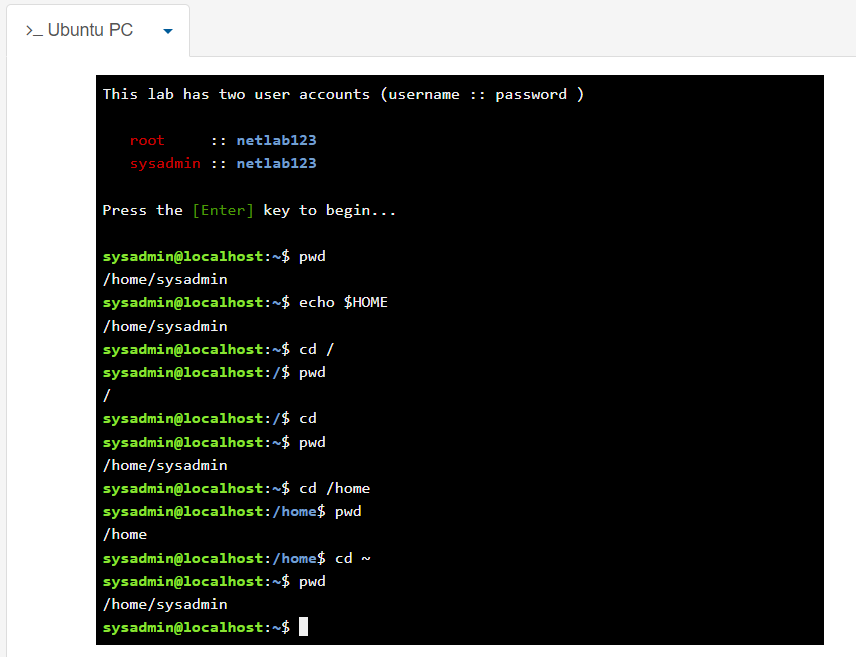 >_ Ubuntu PC
This lab has two user accounts (username :: password )
root :: netlab123
sysadmin :: netlab123
Press the [Enter] key to begin...
sysadmin@localhost:~$ pwd
/home/sysadmin
sysadmin@localhost:~$ echo $HOME
/home/sysadmin
sysadmin@localhost:~$ cd /
sysadmin@localhost:/$ pwd
/
sysadmin@localhost:/$ cd
sysadmin@localhost:~$ pwd
/home/sysadmin
sysadmin@localhost:~$ cd /home
sysadmin@localhost:/home$ pwd
/home
sysadmin@localhost:/home$ cd ~
sysadmin@localhost:~$ pwd
/home/sysadmin
sysadmin@localhost:~$